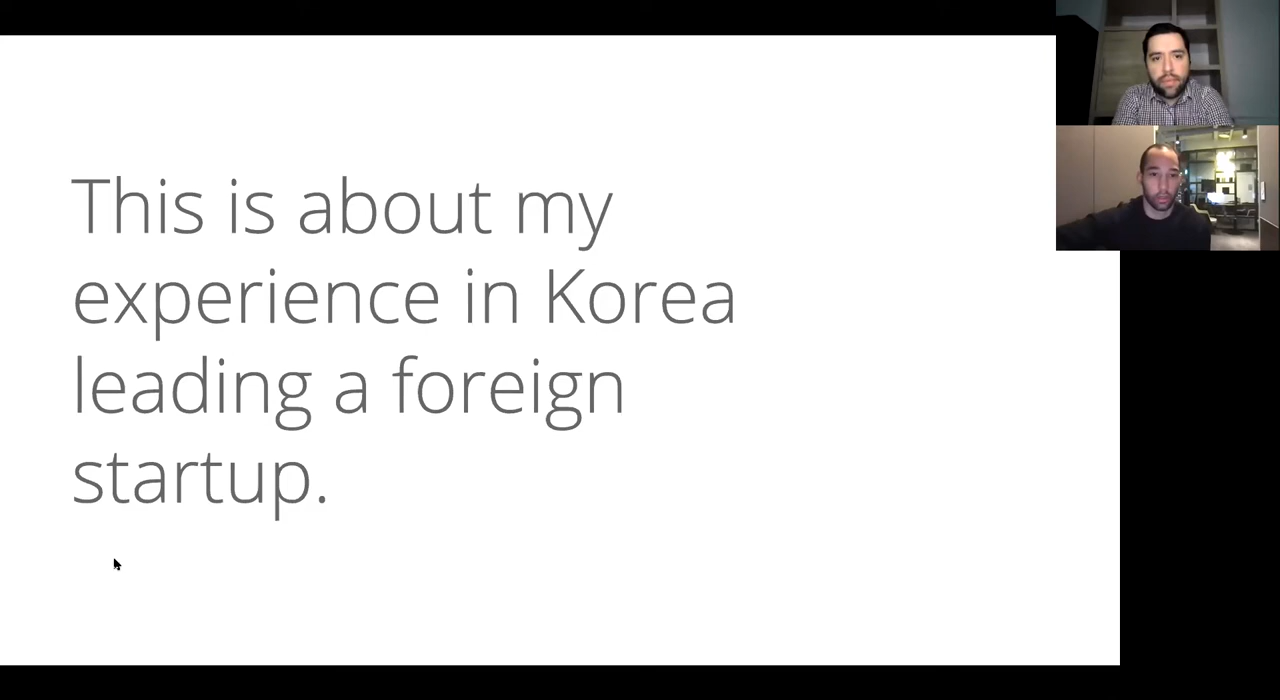 This is about my
experience in Korea
leading a foreign
startup.